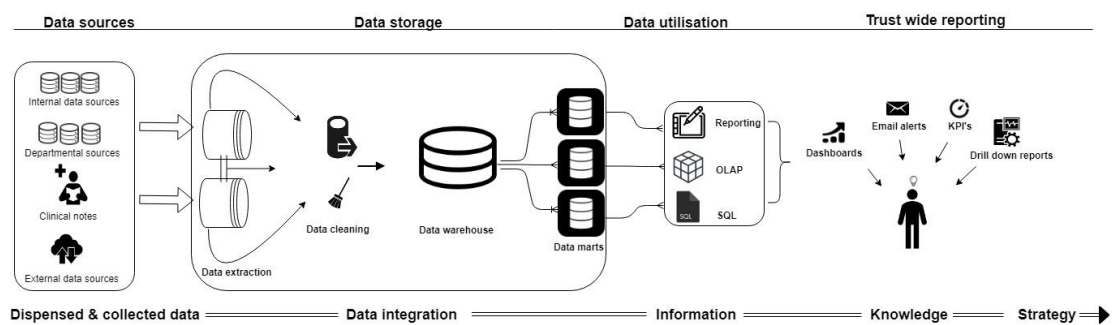 Data sources
Data storage
Data utilisation
Trust wide reporting
Internal data sources
Departmental sources
Clinical notes
External data sources
Data extraction
Data cleaning
Data warehouse
Data marts
Reporting
OLAP
SQL
SQL
Dashboards
Email alerts
KPI's
Drill down reports
Dispensed & collected data
Data integration
Information
Knowledge
Strategy